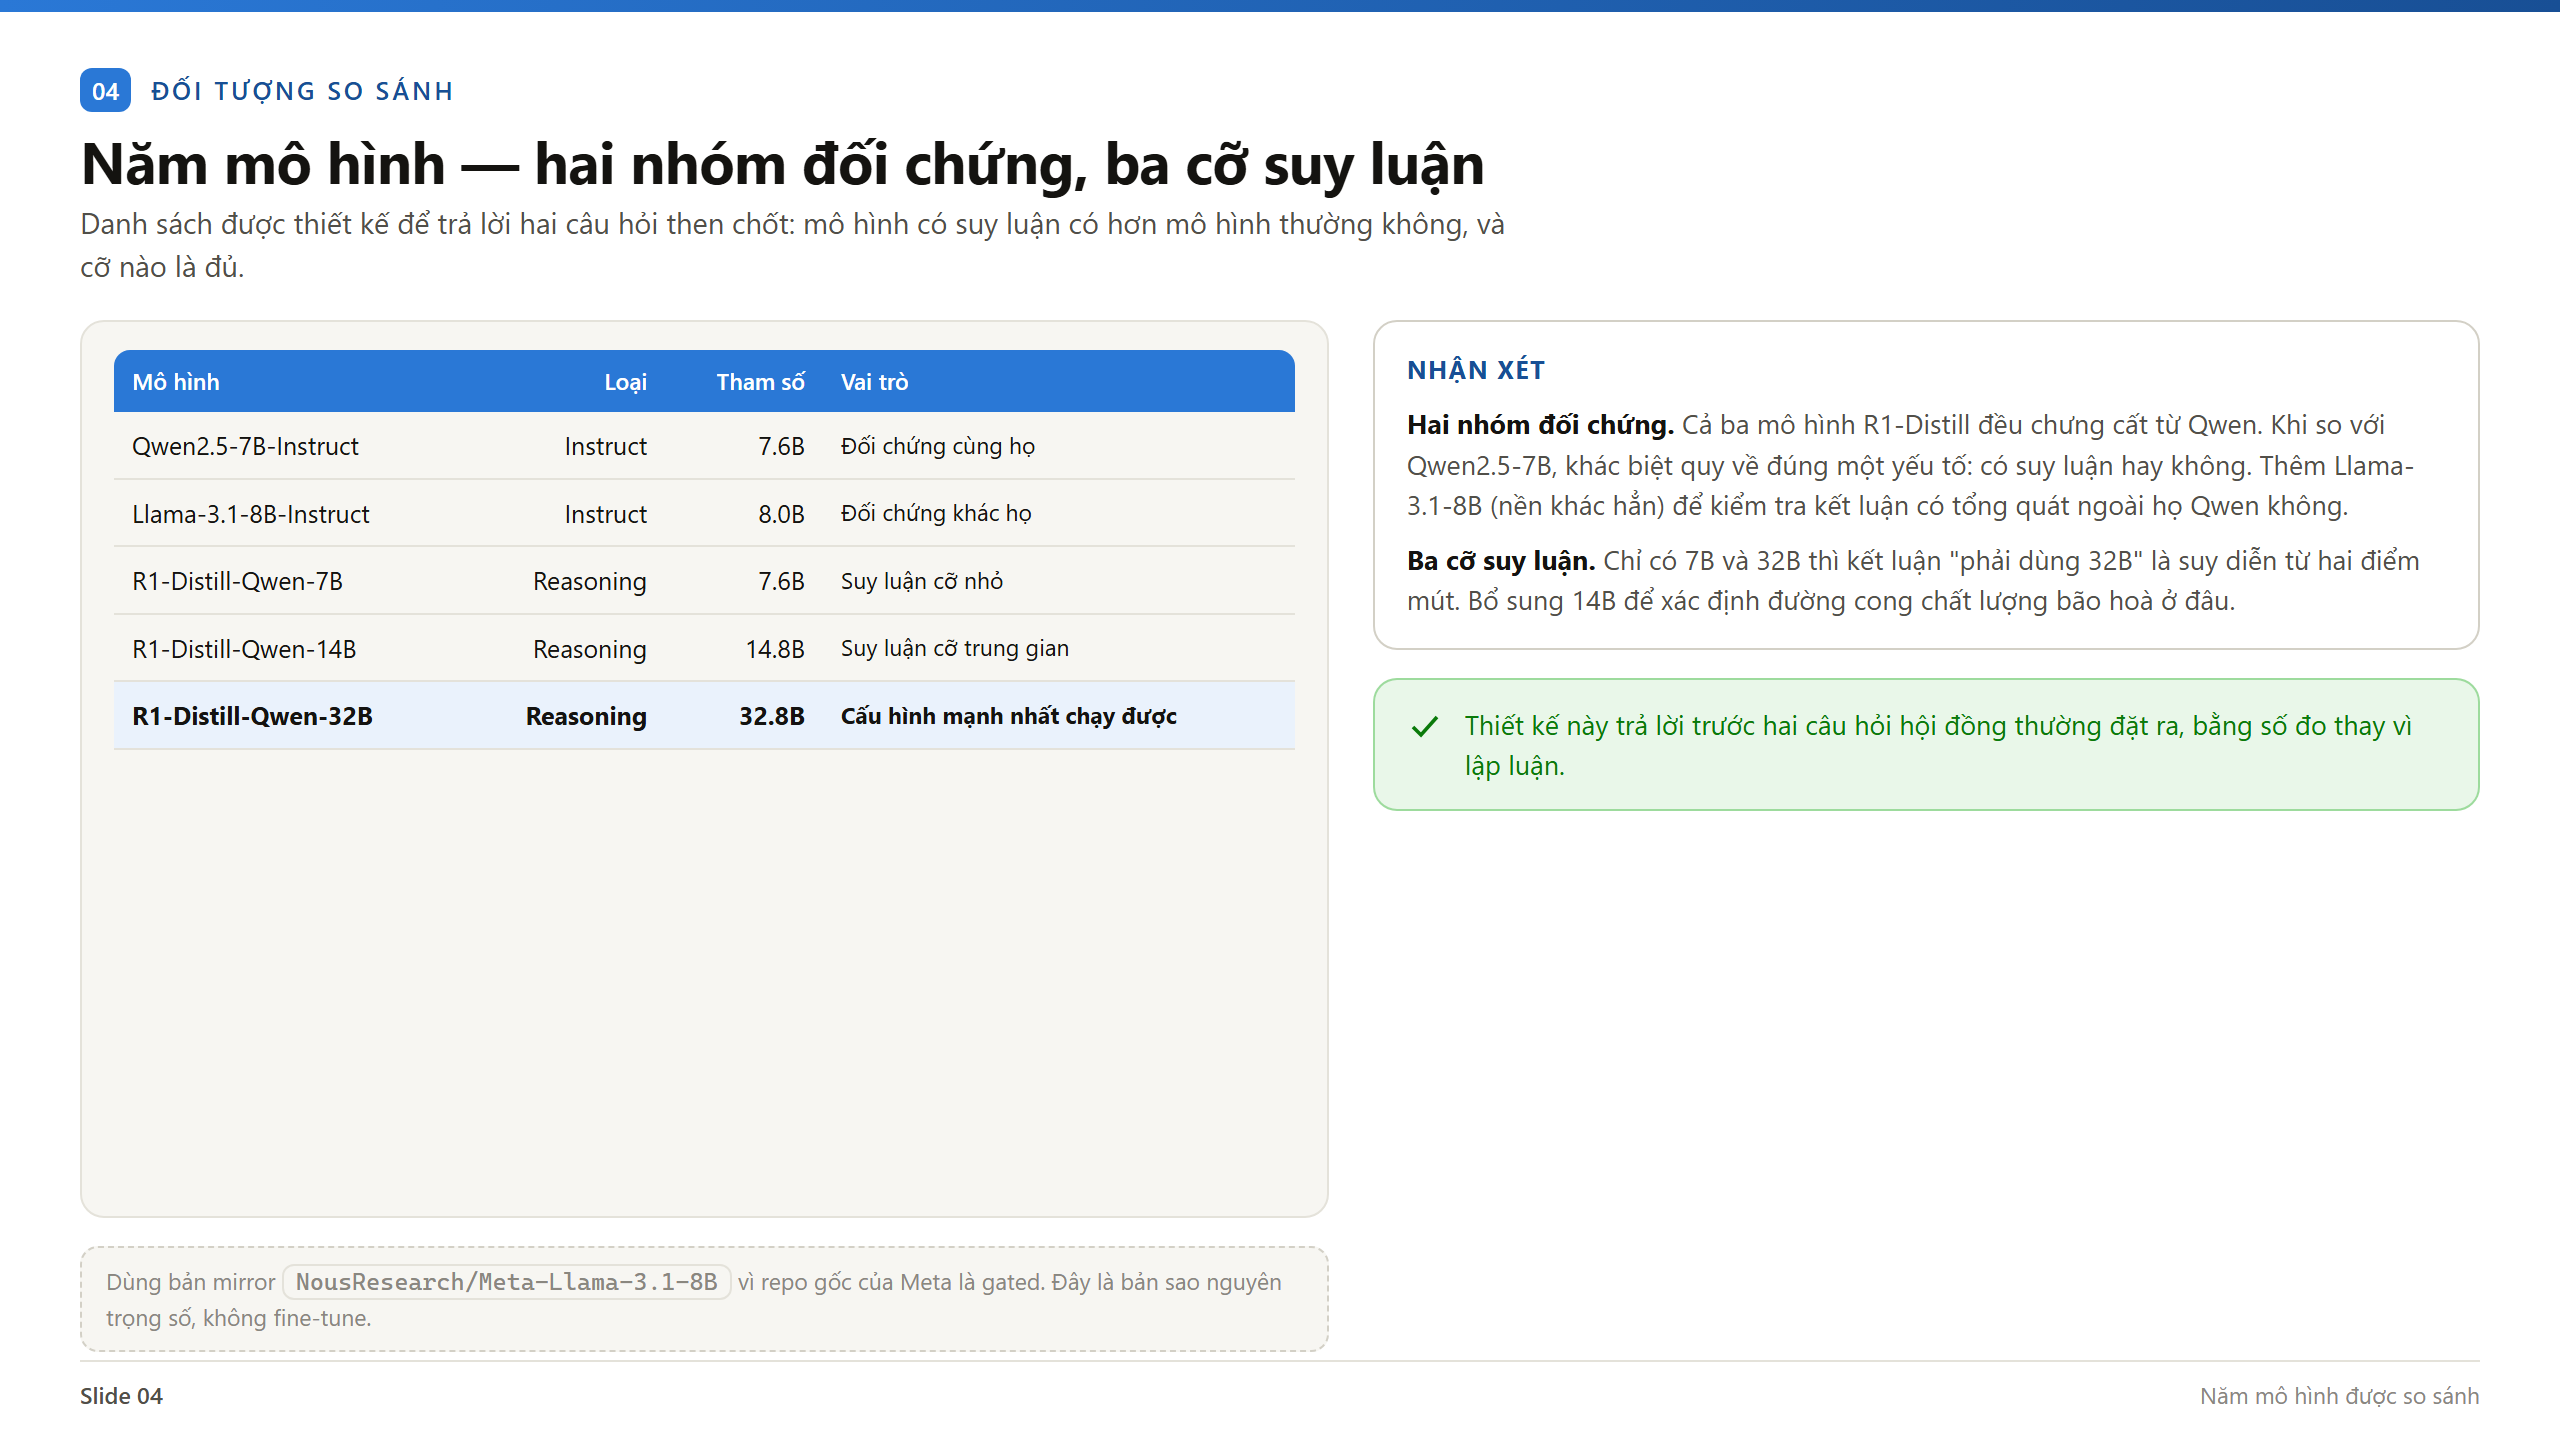 04 ĐỐI TƯỢNG SO SÁNH
Năm mô hình — hai nhóm đối chứng, ba cỡ suy luận
Danh sách được thiết kế để trả lời hai câu hỏi then chốt: mô hình có suy luận có hơn mô hình thường không, và
cỡ nào là đủ.
Mô hình Loại Tham số Vai trò
Qwen2.5-7B-Instruct Instruct 7.6B Đối chứng cùng họ
Llama-3.1-8B-Instruct Instruct 8.0B Đối chứng khác họ
R1-Distill-Qwen-7B Reasoning 7.6B Suy luận cỡ nhỏ
R1-Distill-Qwen-14B Reasoning 14.8B Suy luận cỡ trung gian
R1-Distill-Qwen-32B Reasoning 32.8B Cấu hình mạnh nhất chạy được
Dùng bản mirror NousResearch/Meta-Llama-3.1-8B vì repo gốc của Meta là gated. Đây là bản sao nguyên
trọng số, không fine-tune.
NHẬN XÉT
Hai nhóm đối chứng. Cả ba mô hình R1-Distill đều chưng cất từ Qwen. Khi so với
Qwen2.5-7B, khác biệt quy về đúng một yếu tố: có suy luận hay không. Thêm Llama-
3.1-8B (nền khác hẳn) để kiểm tra kết luận có tổng quát ngoài họ Qwen không.
Ba cỡ suy luận. Chỉ có 7B và 32B thì kết luận "phải dùng 32B" là suy diễn từ hai điểm
mút. Bổ sung 14B để xác định đường cong chất lượng bão hoà ở đâu.
Thiết kế này trả lời trước hai câu hỏi hội đồng thường đặt ra, bằng số đo thay vì
lập luận.
Slide 04
Năm mô hình được so sánh